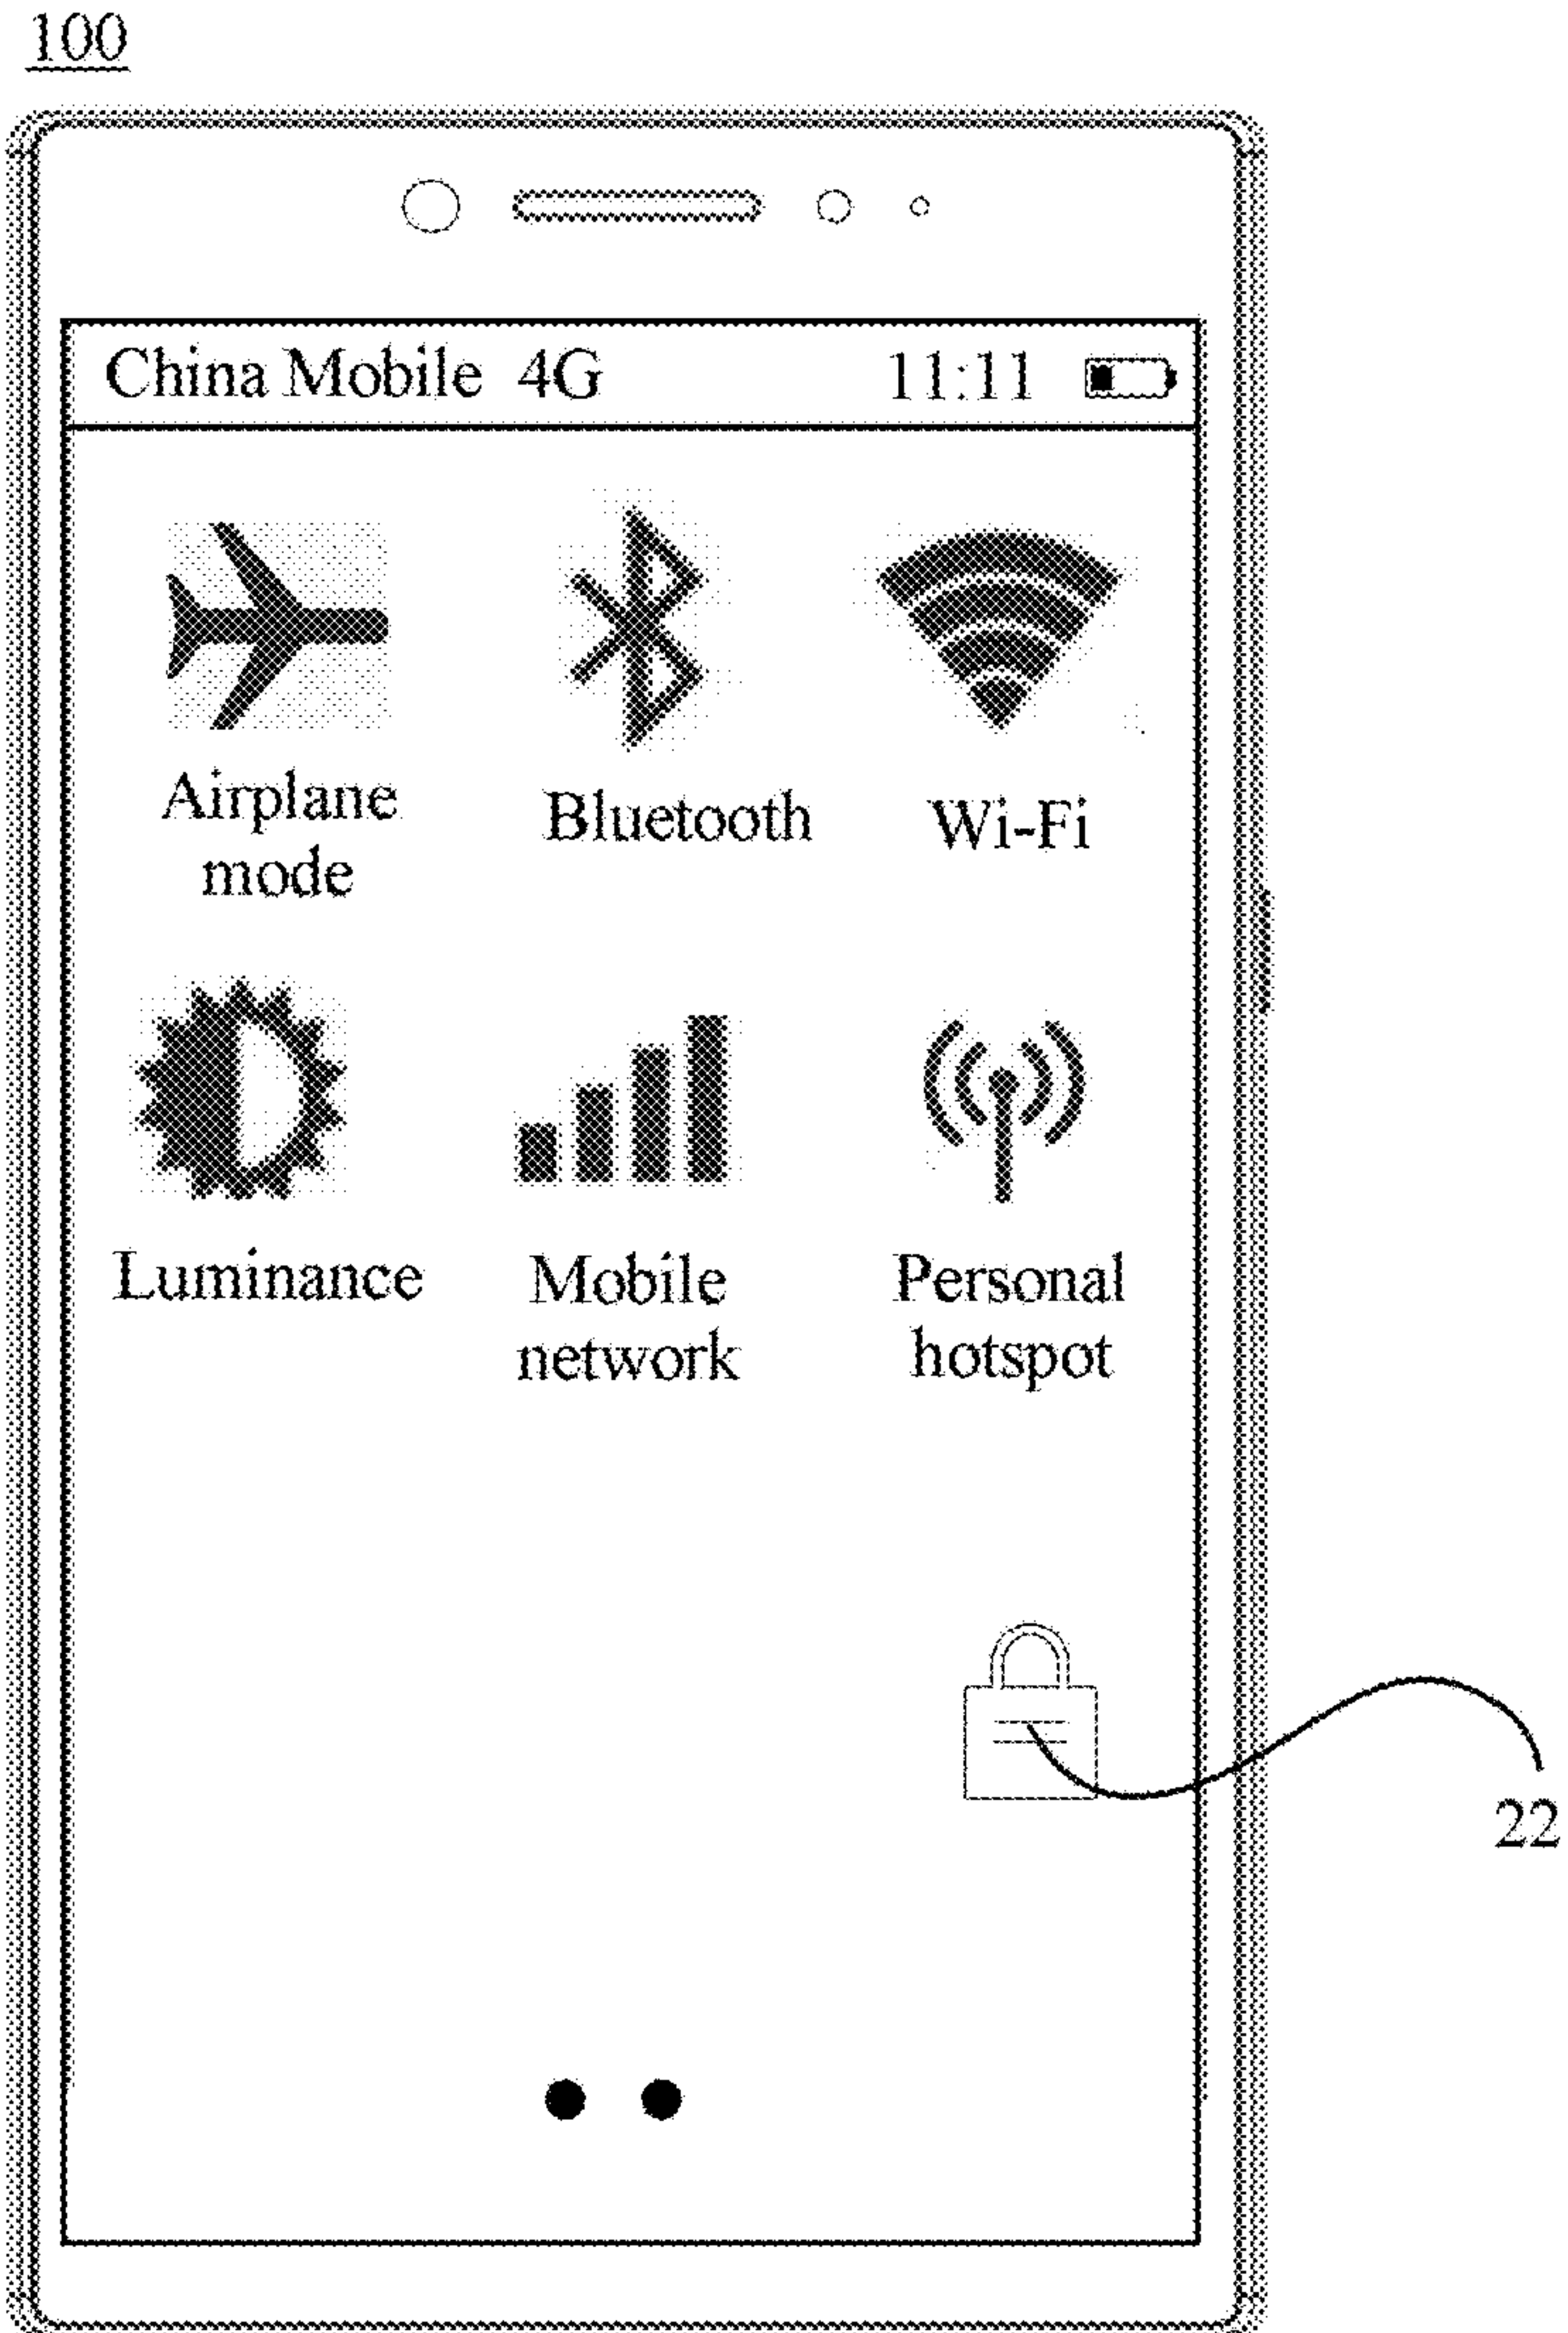 100
China Mobile 4G 11:11
Airplane
mode
Bluetooth
Wi-Fi
Luminance
Mobile
network
Personal
hotspot
22